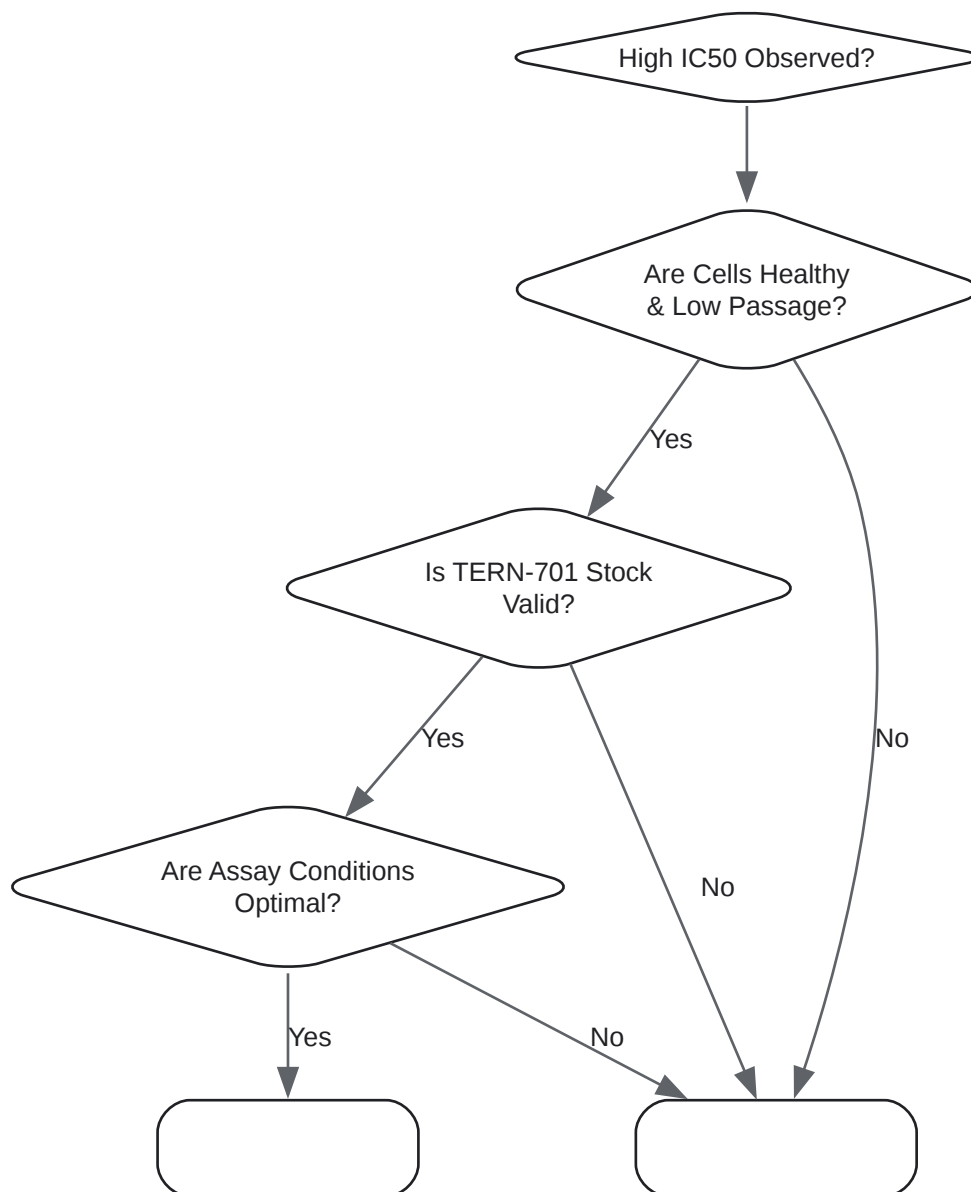 High IC50 Observed?
Are Cells Healthy
& Low Passage?
Yes
Is TERN-701 Stock
Valid?
Yes
No
Are Assay Conditions
Optimal?
No
Yes
No